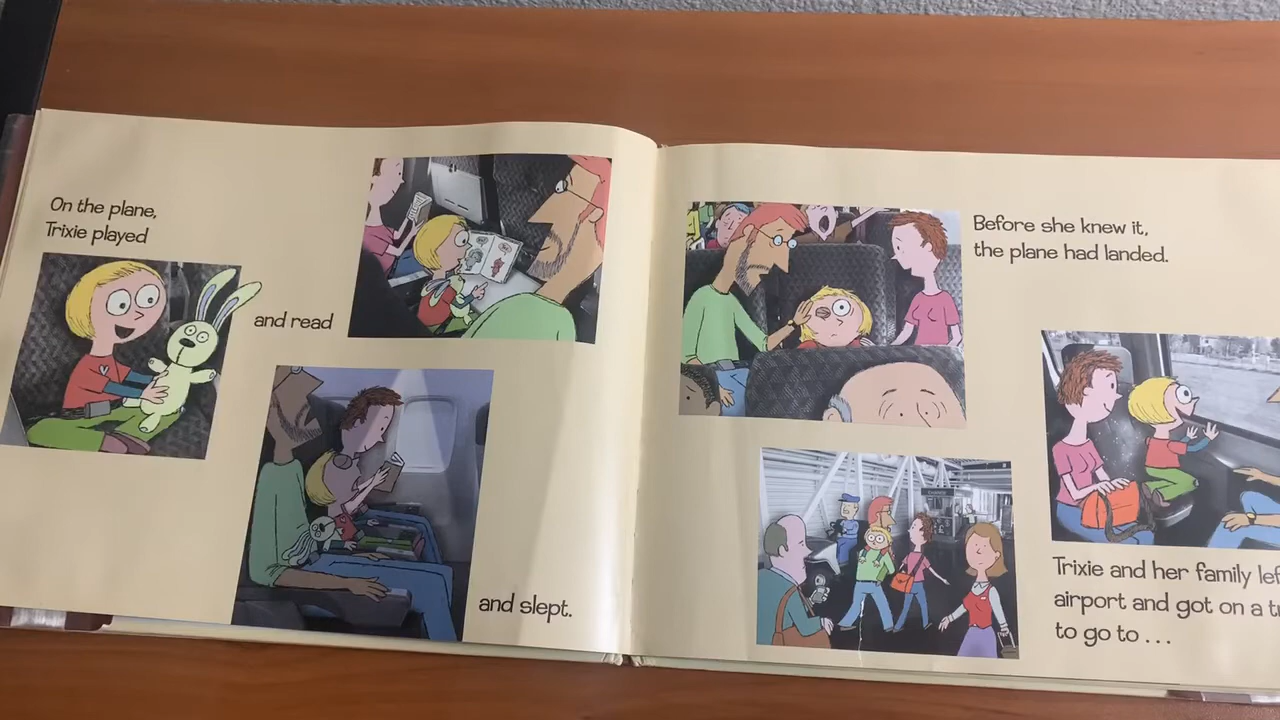 On the plane,
Trixie played
and read
and slept.
Before she knew it,
the plane had landed.
Trixie and her family
airport and got on a
to go to . . .